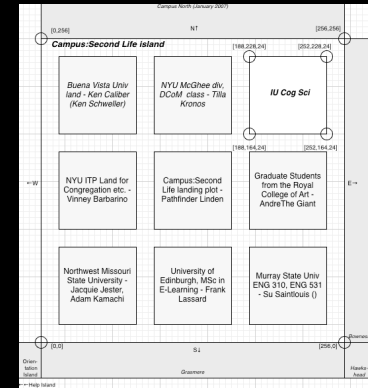 Campus North (January 2007)
[0,256]
N↑
[256,256]
Campus:Second Life island
[188,228,24]
[252,228,24]
Buena Vista Univ
land - Ken Caliber
(Ken Schweller)
NYU McGhee div,
DCoM class - Tilla
Kronos
IU Cog Sci
[188,164,24]
[252,164,24]
←W
NYU ITP Land for
Congregation etc. -
Vinney Barbarino
Campus:Second
Life landing plot -
Pathfinder Linden
Graduate Students
from the Royal
College of Art -
AndreThe Giant
E→
Northwest Missouri
State University -
Jacquie Jester,
Adam Kamachi
University of
Edinburgh, MSc in
E-Learning - Frank
Lassard
Murray State Univ
ENG 310, ENG 531
- Su Saintlouis ()
[0,0]
S↓
[256,0]
Orien-
tation
Island
Graemere
Hawks-
head
←Help Island